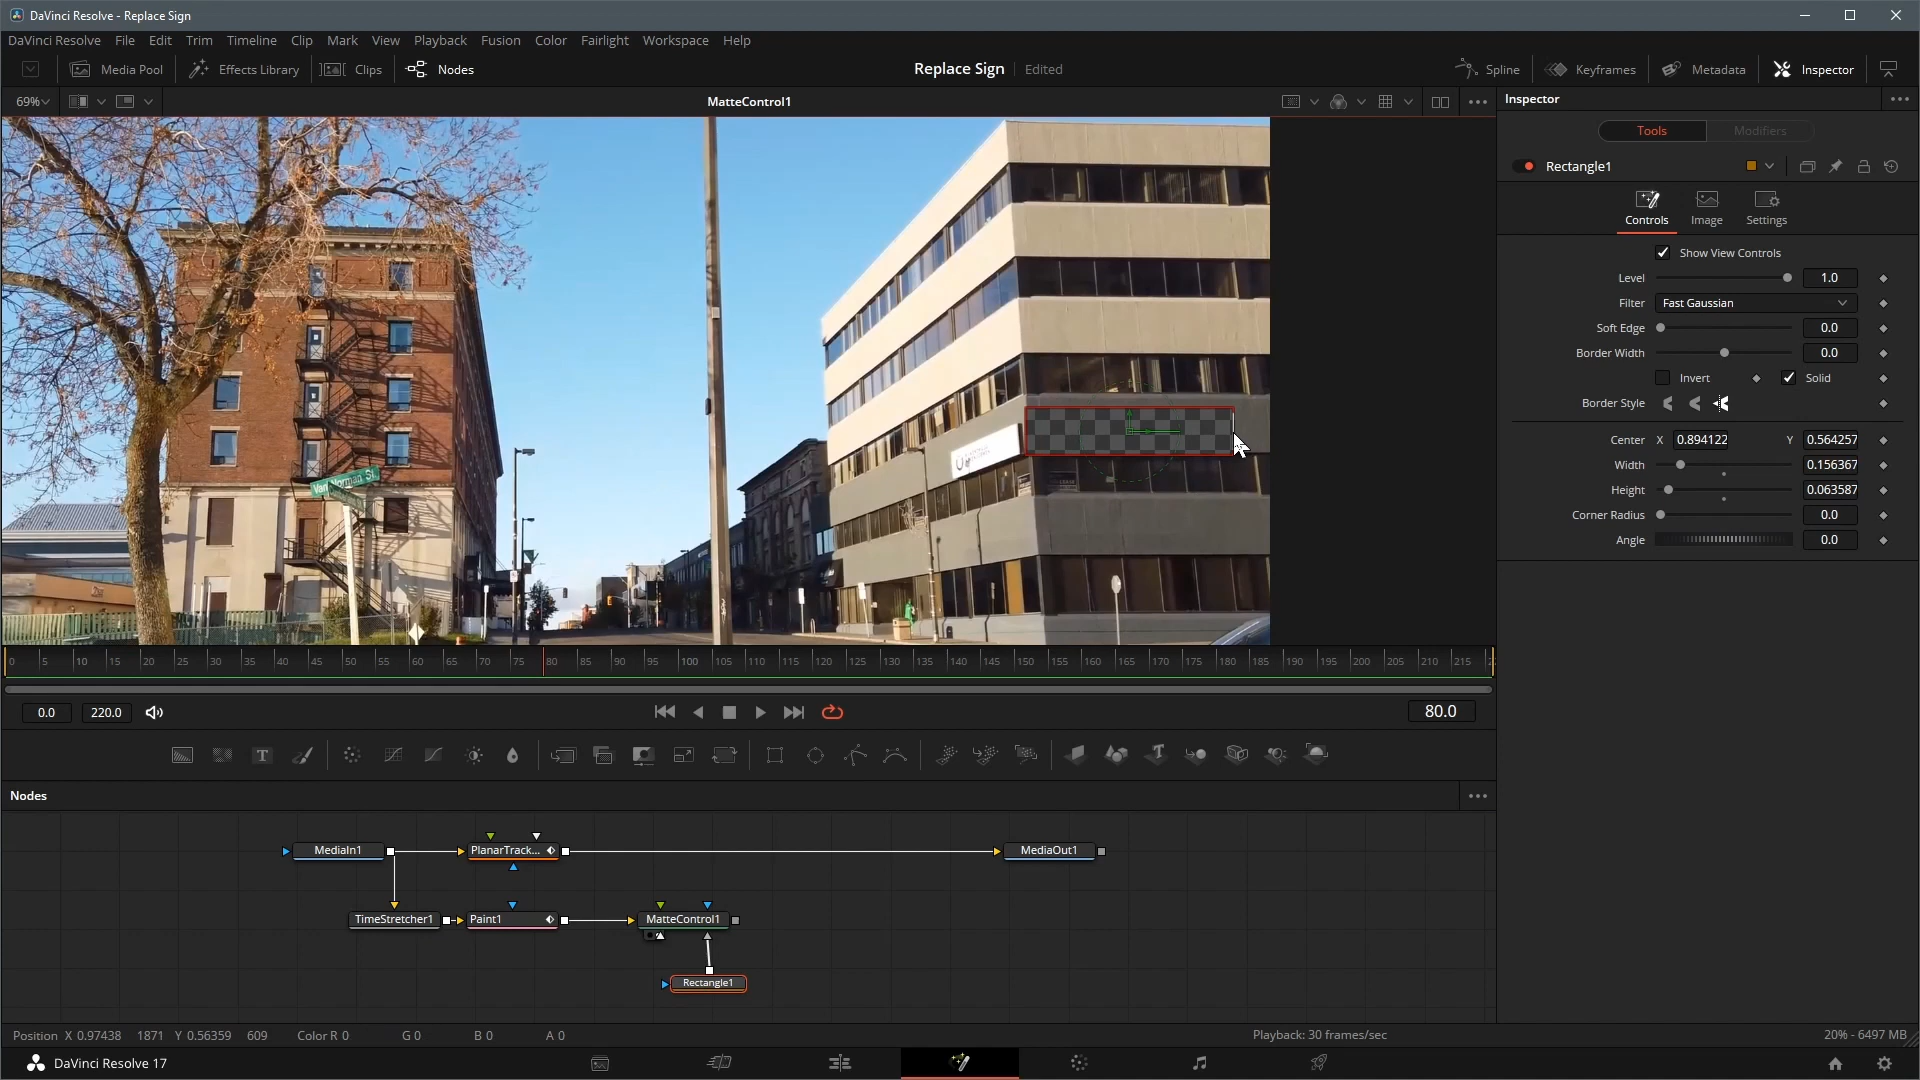 DaVinci Resolve - Replace Sign
DaVinci Resolve File Edit Trim Timeline Clip Mark View Playback Fusion Color Fairlight Workspace Help
Media Pool Effects Library Clips Nodes Replace Sign Edited Spline Keyframes Metadata Inspector
69% MatteControl1
Inspector
Tools Modifiers
Rectangle1
Controls Image Settings
Show View Controls
Level 1.0
Filter Fast Gaussian
Soft Edge 0.0
Border Width 0.0
Invert Solid
Border Style
Center X 0.894122 Y 0.564257
Width 0.156367
Height 0.063587
Corner Radius 0.0
Angle 0.0
Van Norman St.
0 5 10 15 20 25 30 35 40 45 50 55 60 65 70 75 80 85 90 95 100 105 110 115 120 125 130 135 140 145 150 155 160 165 170 175 180 185 190 195 200 205 210 215
0.0 220.0 80.0
T
Nodes
MediaIn1 PlanarTrack... MediaOut1
TimeStretcher1 Paint1 MatteControl1
Rectangle1
Position X 0.97438 1871 Y 0.56359 609 Color R 0 G 0 B 0 A 0 Playback: 30 frames/sec 20% - 6497 MB
DaVinci Resolve 17